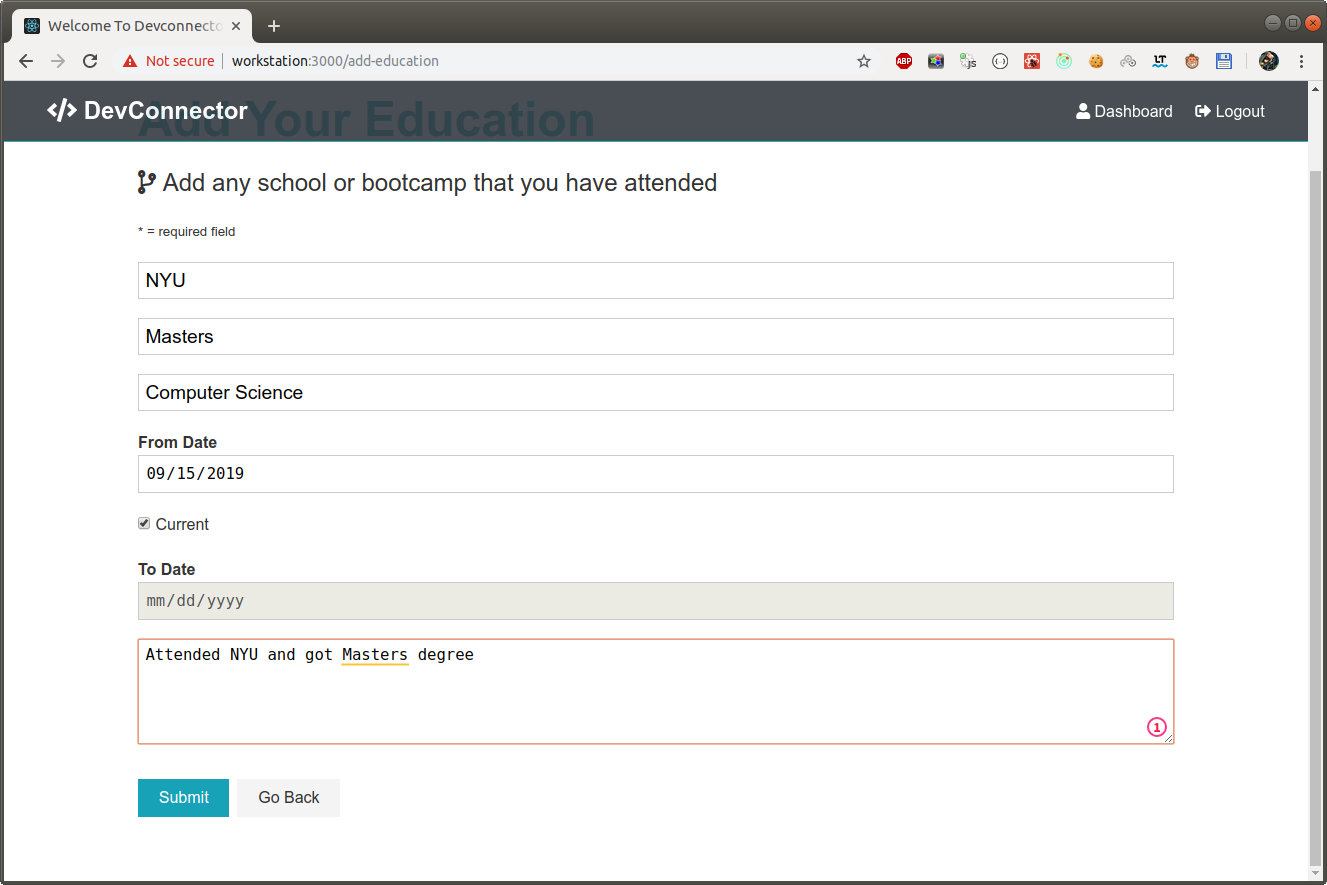 Welcome To Devconnecto
Not secure
workstation:3000/add-education
ABP
js
LT
DevConnector
Add Your Education
Dashboard
Logout
Add any school or bootcamp that you have attended
* = required field
NYU
Masters
Computer Science
From Date
09/15/2019
Current
To Date
mm/dd/yyyy
Attended NYU and got Masters degree
1
Submit
Go Back